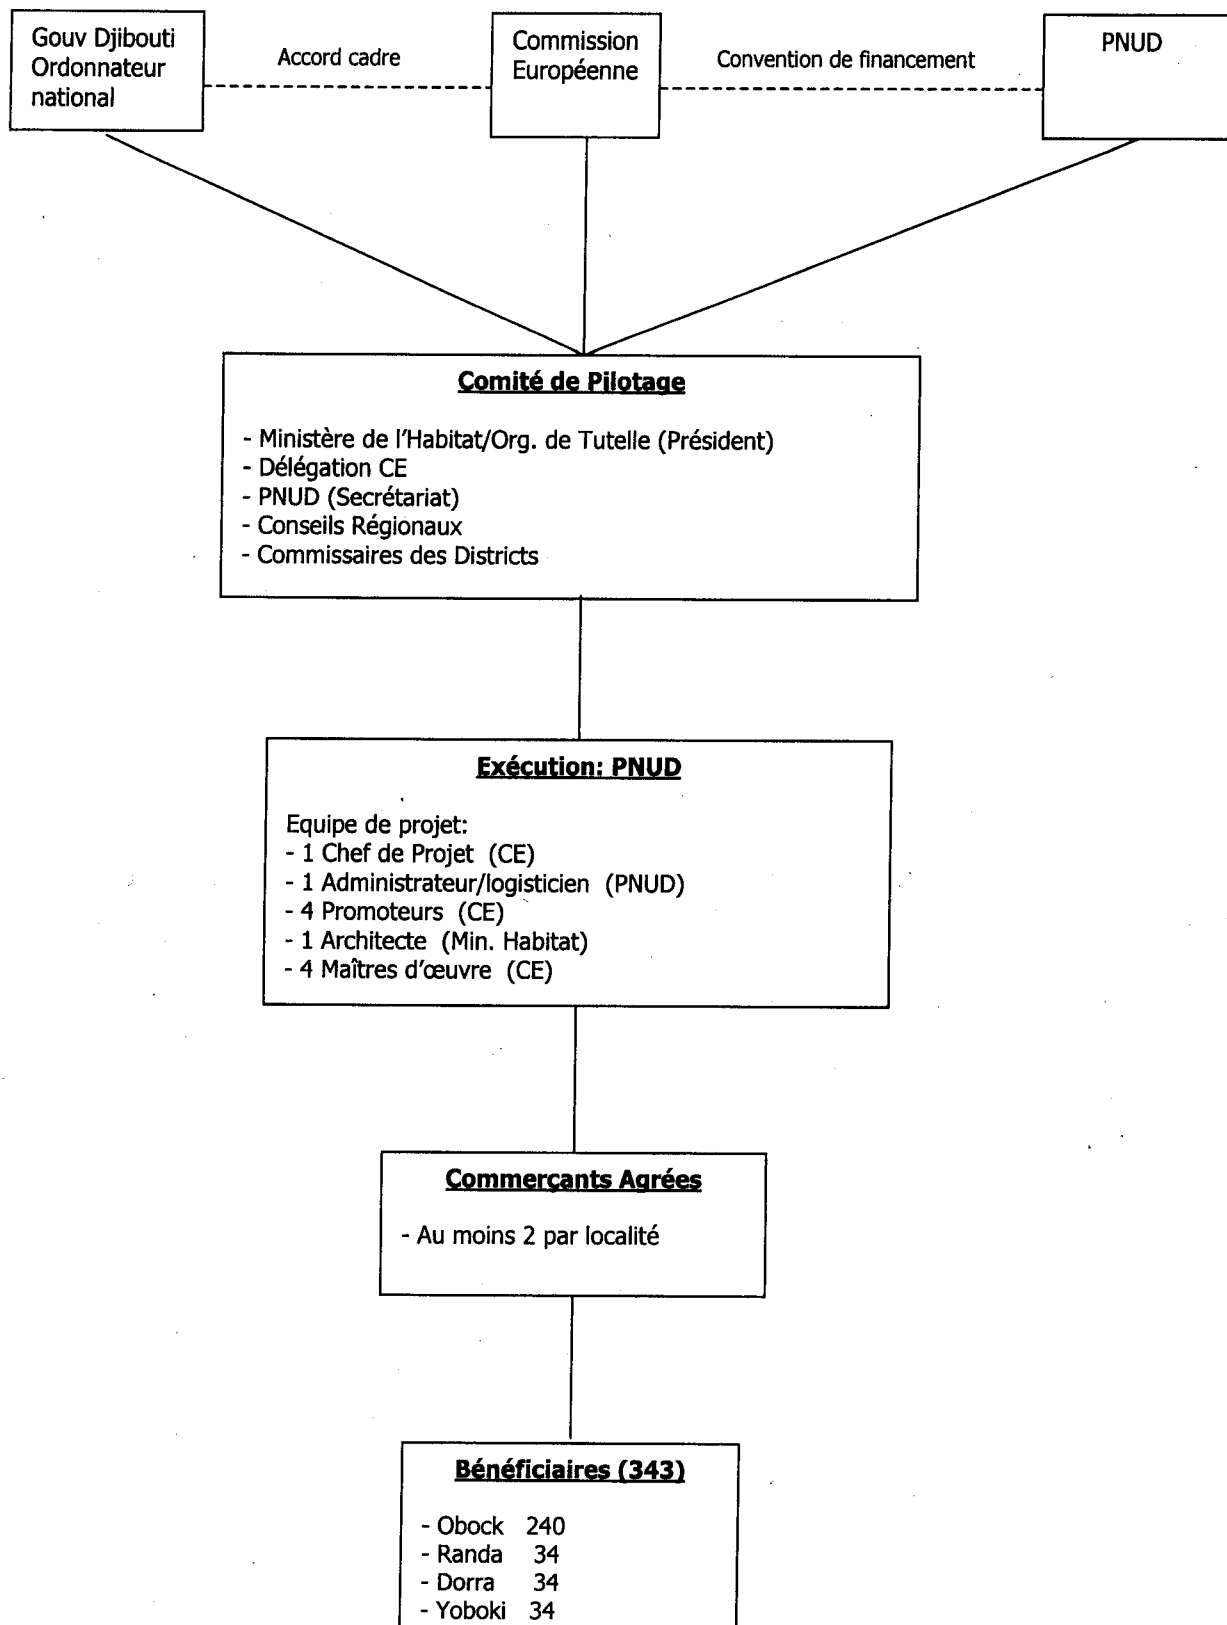 Gouv Djibouti
Ordonnateur
national
Accord cadre
Commission
Européenne
Convention de financement
PNUD
Comité de Pilotage
- Ministère de l'Habitat/Org. de Tutelle (Président)
- Délégation CE
- PNUD (Secrétariat)
- Conseils Régionaux
- Commissaires des Districts
Exécution: PNUD
Equipe de projet:
- 1 Chef de Projet (CE)
- 1 Administrateur/logisticien (PNUD)
- 4 Promoteurs (CE)
- 1 Architecte (Min. Habitat)
- 4 Maîtres d'œuvre (CE)
Commerçants Agrées
- Au moins 2 par localité
Bénéficiaires (343)
- Obock 240
- Randa 34
- Dorra 34
- Yoboki 34